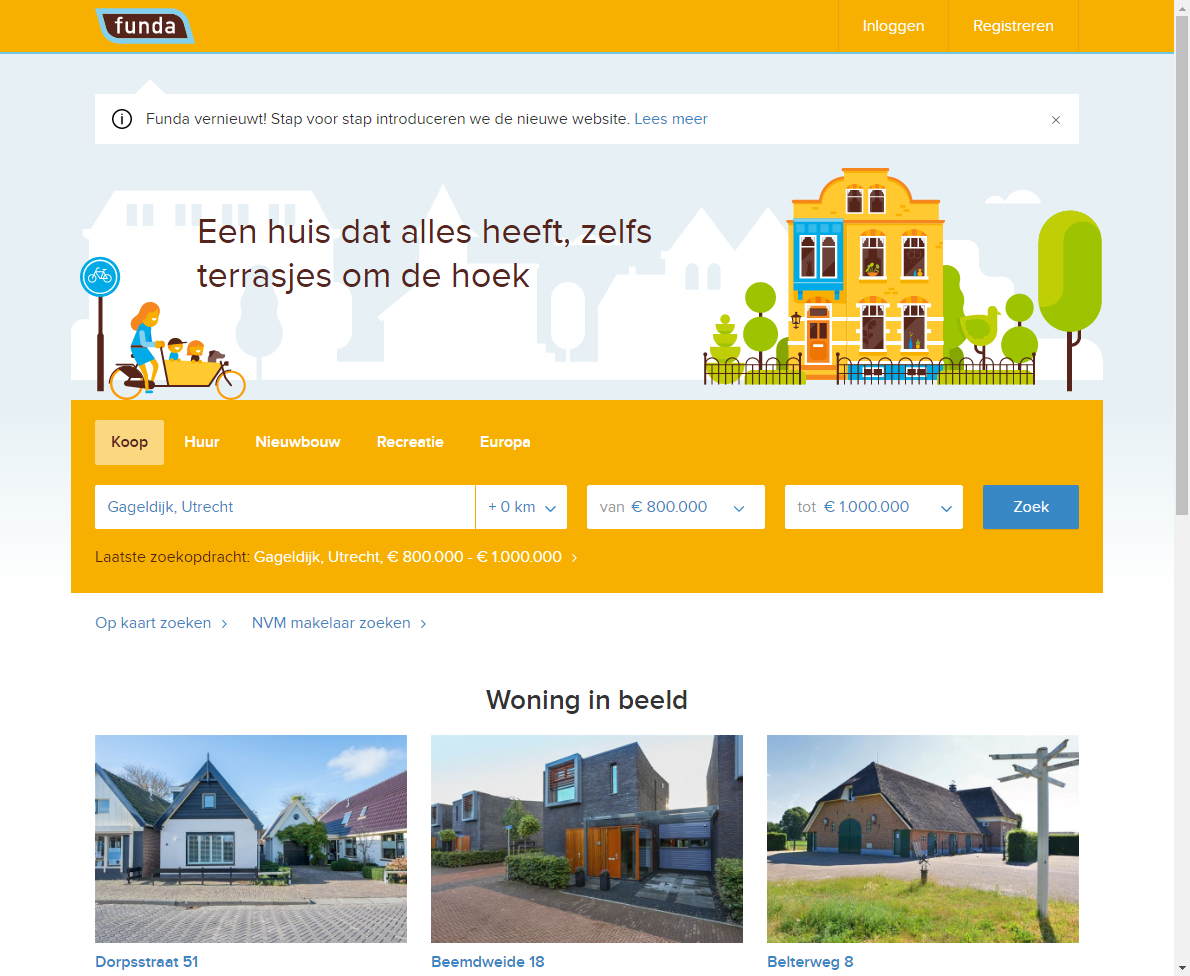 funda
Inloggen
Registreren
Funda vernieuwt! Stap voor stap introduceren we de nieuwe website. Lees meer
Een huis dat alles heeft, zelfs
terrasjes om de hoek
Koop
Huur
Nieuwbouw
Recreatie
Europa
Gageldijk, Utrecht
+ 0 km
van € 800.000
tot € 1.000.000
Zoek
Laatste zoekopdracht: Gageldijk, Utrecht, € 800.000 - € 1.000.000
Op kaart zoeken
NVM makelaar zoeken
Woning in beeld
Dorpsstraat 51
Beemdweide 18
Belterweg 8